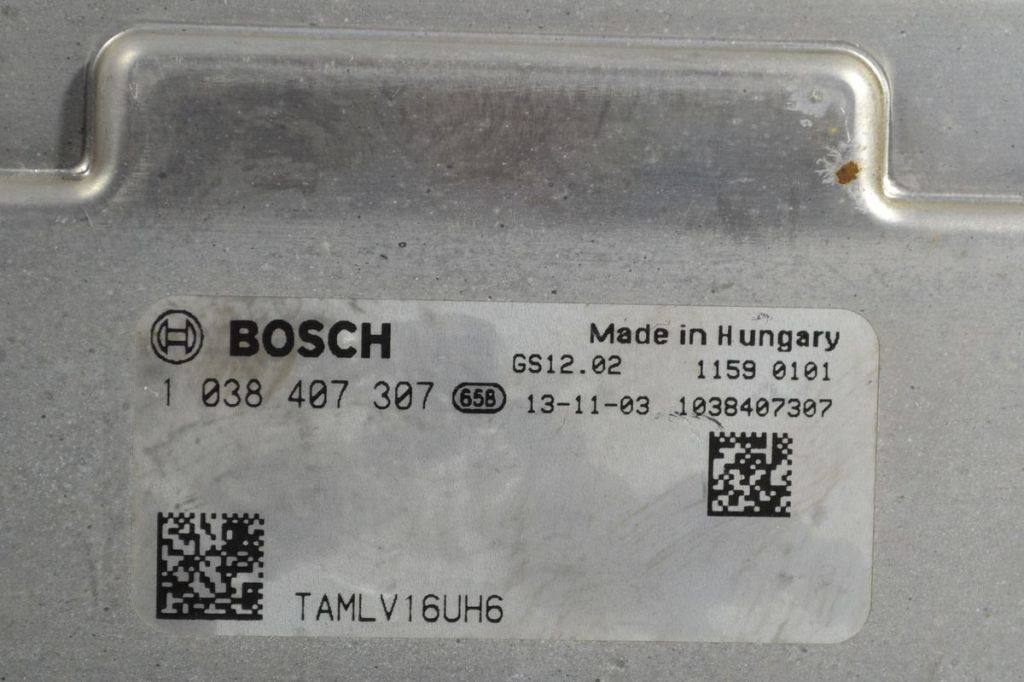 BOSCH
Made in Hungary
GS12.02 1159 0101
1 038 407 307 658 13-11-03 1038407307
TAMLV16UH6